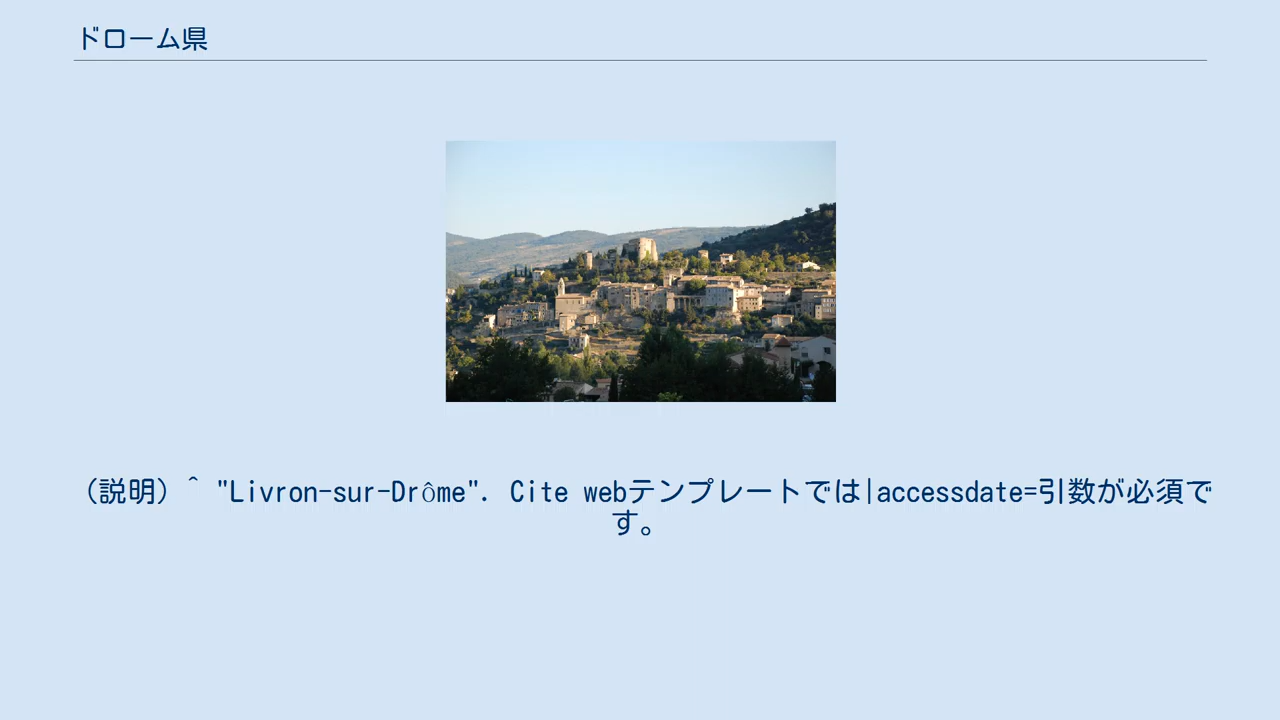 ドローム県
（説明）^ "Livron-sur-Drôme". Cite webテンプレートでは|accessdate=引数が必須で
す。